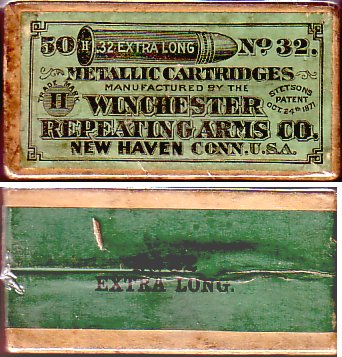 50 H .32 EXTRA LONG No 32.
METALLIC CARTRIDGES
TRADE MARK
H
MANUFACTURED BY THE
STETSONS
PATENT
OCT. 24TH 1871
WINCHESTER
REPEATING ARMS CO.
NEW HAVEN CONN. U.S.A.
EXTRA LONG.